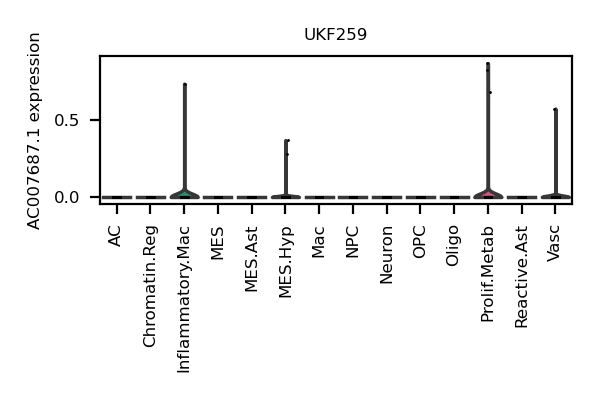 UKF259
AC007687.1 expression
0.5
0.0
AC
Chromatin.Reg
Inflammatory.Mac
MES
MES.Ast
MES.Hyp
Mac
NPC
Neuron
OPC
Oligo
Prolif.Metab
Reactive.Ast
Vasc